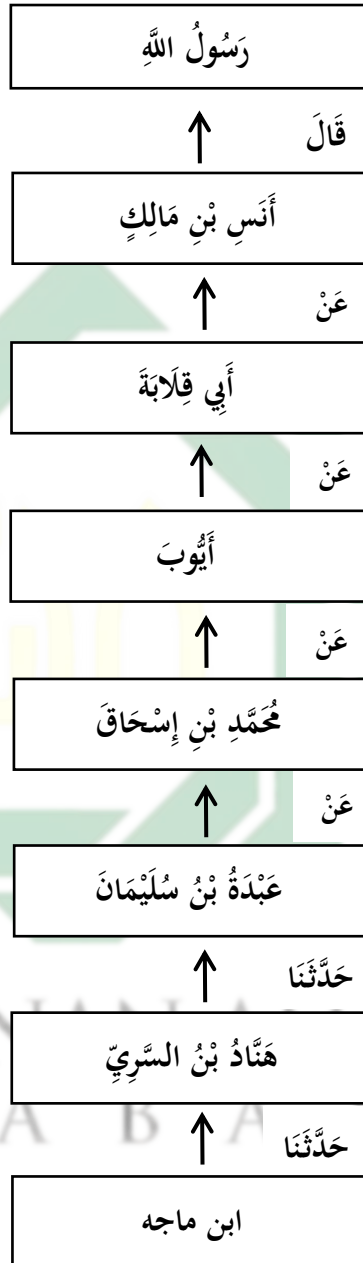 رَسُولُ اللَّهِ
قَالَ
أَنَسِ بْنِ مَالِكٍ
عَنْ
أَبِي قِلَابَةَ
عَنْ
أَيُّوبَ
عَنْ
مُحَمَّدِ بْنِ إِسْحَاقَ
عَنْ
عَبْدَةُ بْنُ سُلَيْمَانَ
حَدَّثَنَا
هَنَّادُ بْنُ السَّرِيِّ
حَدَّثَنَا
ابن ماجه